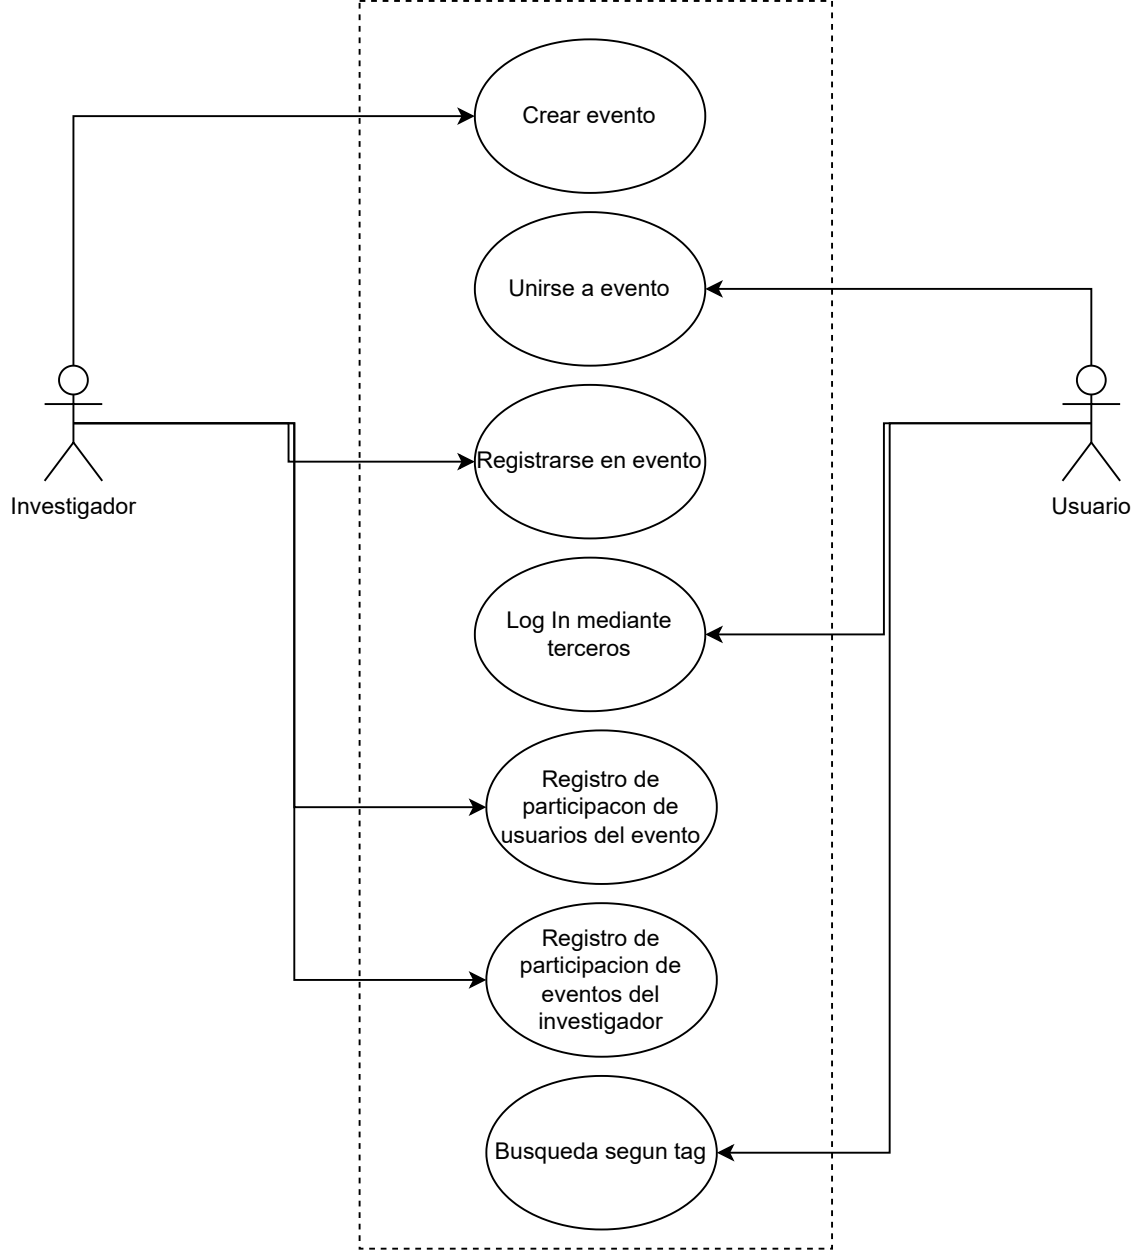 Crear evento
Unirse a evento
Registrarse en evento
Investigador
Usuario
Log In mediante
terceros
Registro de
participacon de
usuarios del evento
Registro de
participacion de
eventos del
investigador
Busqueda segun tag